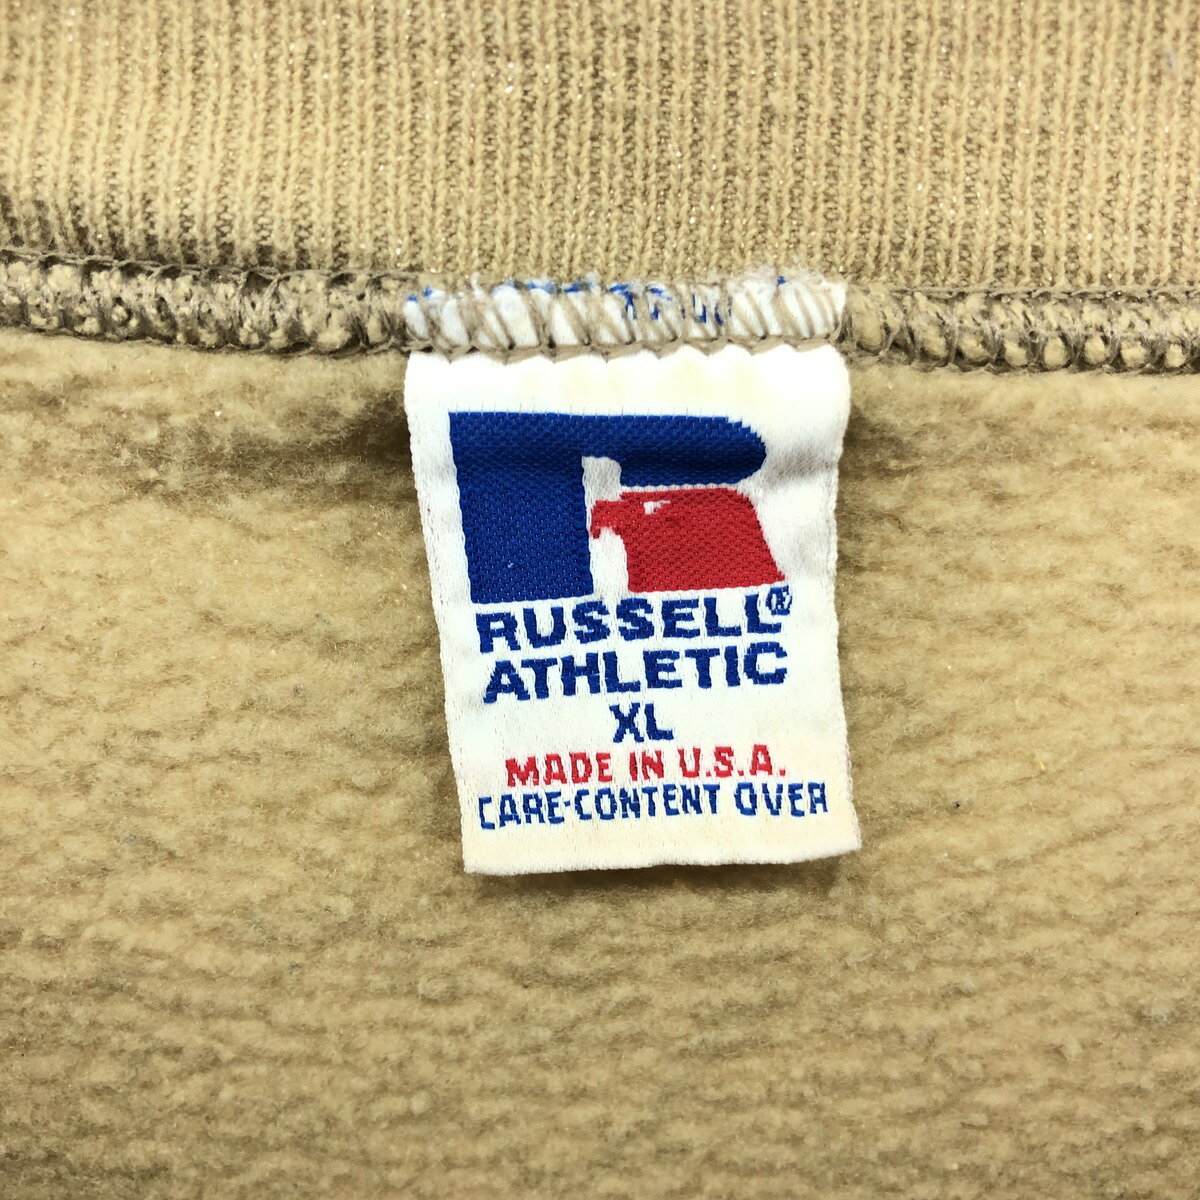 RUSSELL®
ATHLETIC
XL
MADE IN U.S.A.
CARE-CONTENT OVER